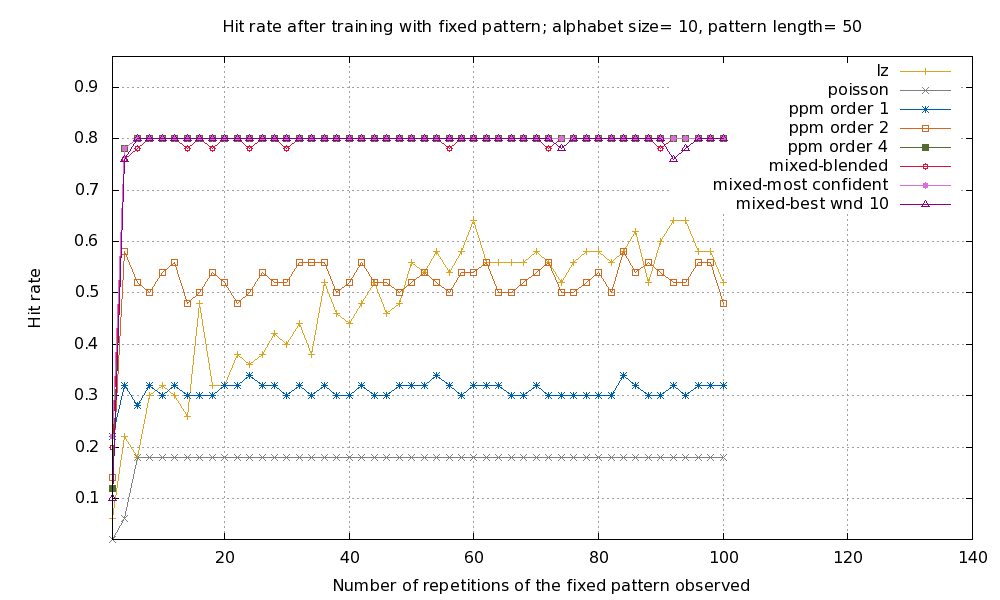 Hit rate after training with fixed pattern; alphabet size= 10, pattern length= 50
lz
poisson
ppm order 1
ppm order 2
ppm order 4
mixed-blended
mixed-most confident
mixed-best wnd 10
0.9
0.8
0.7
0.6
0.5
0.4
0.3
0.2
0.1
Hit rate
20 40 60 80 100 120 140
Number of repetitions of the fixed pattern observed